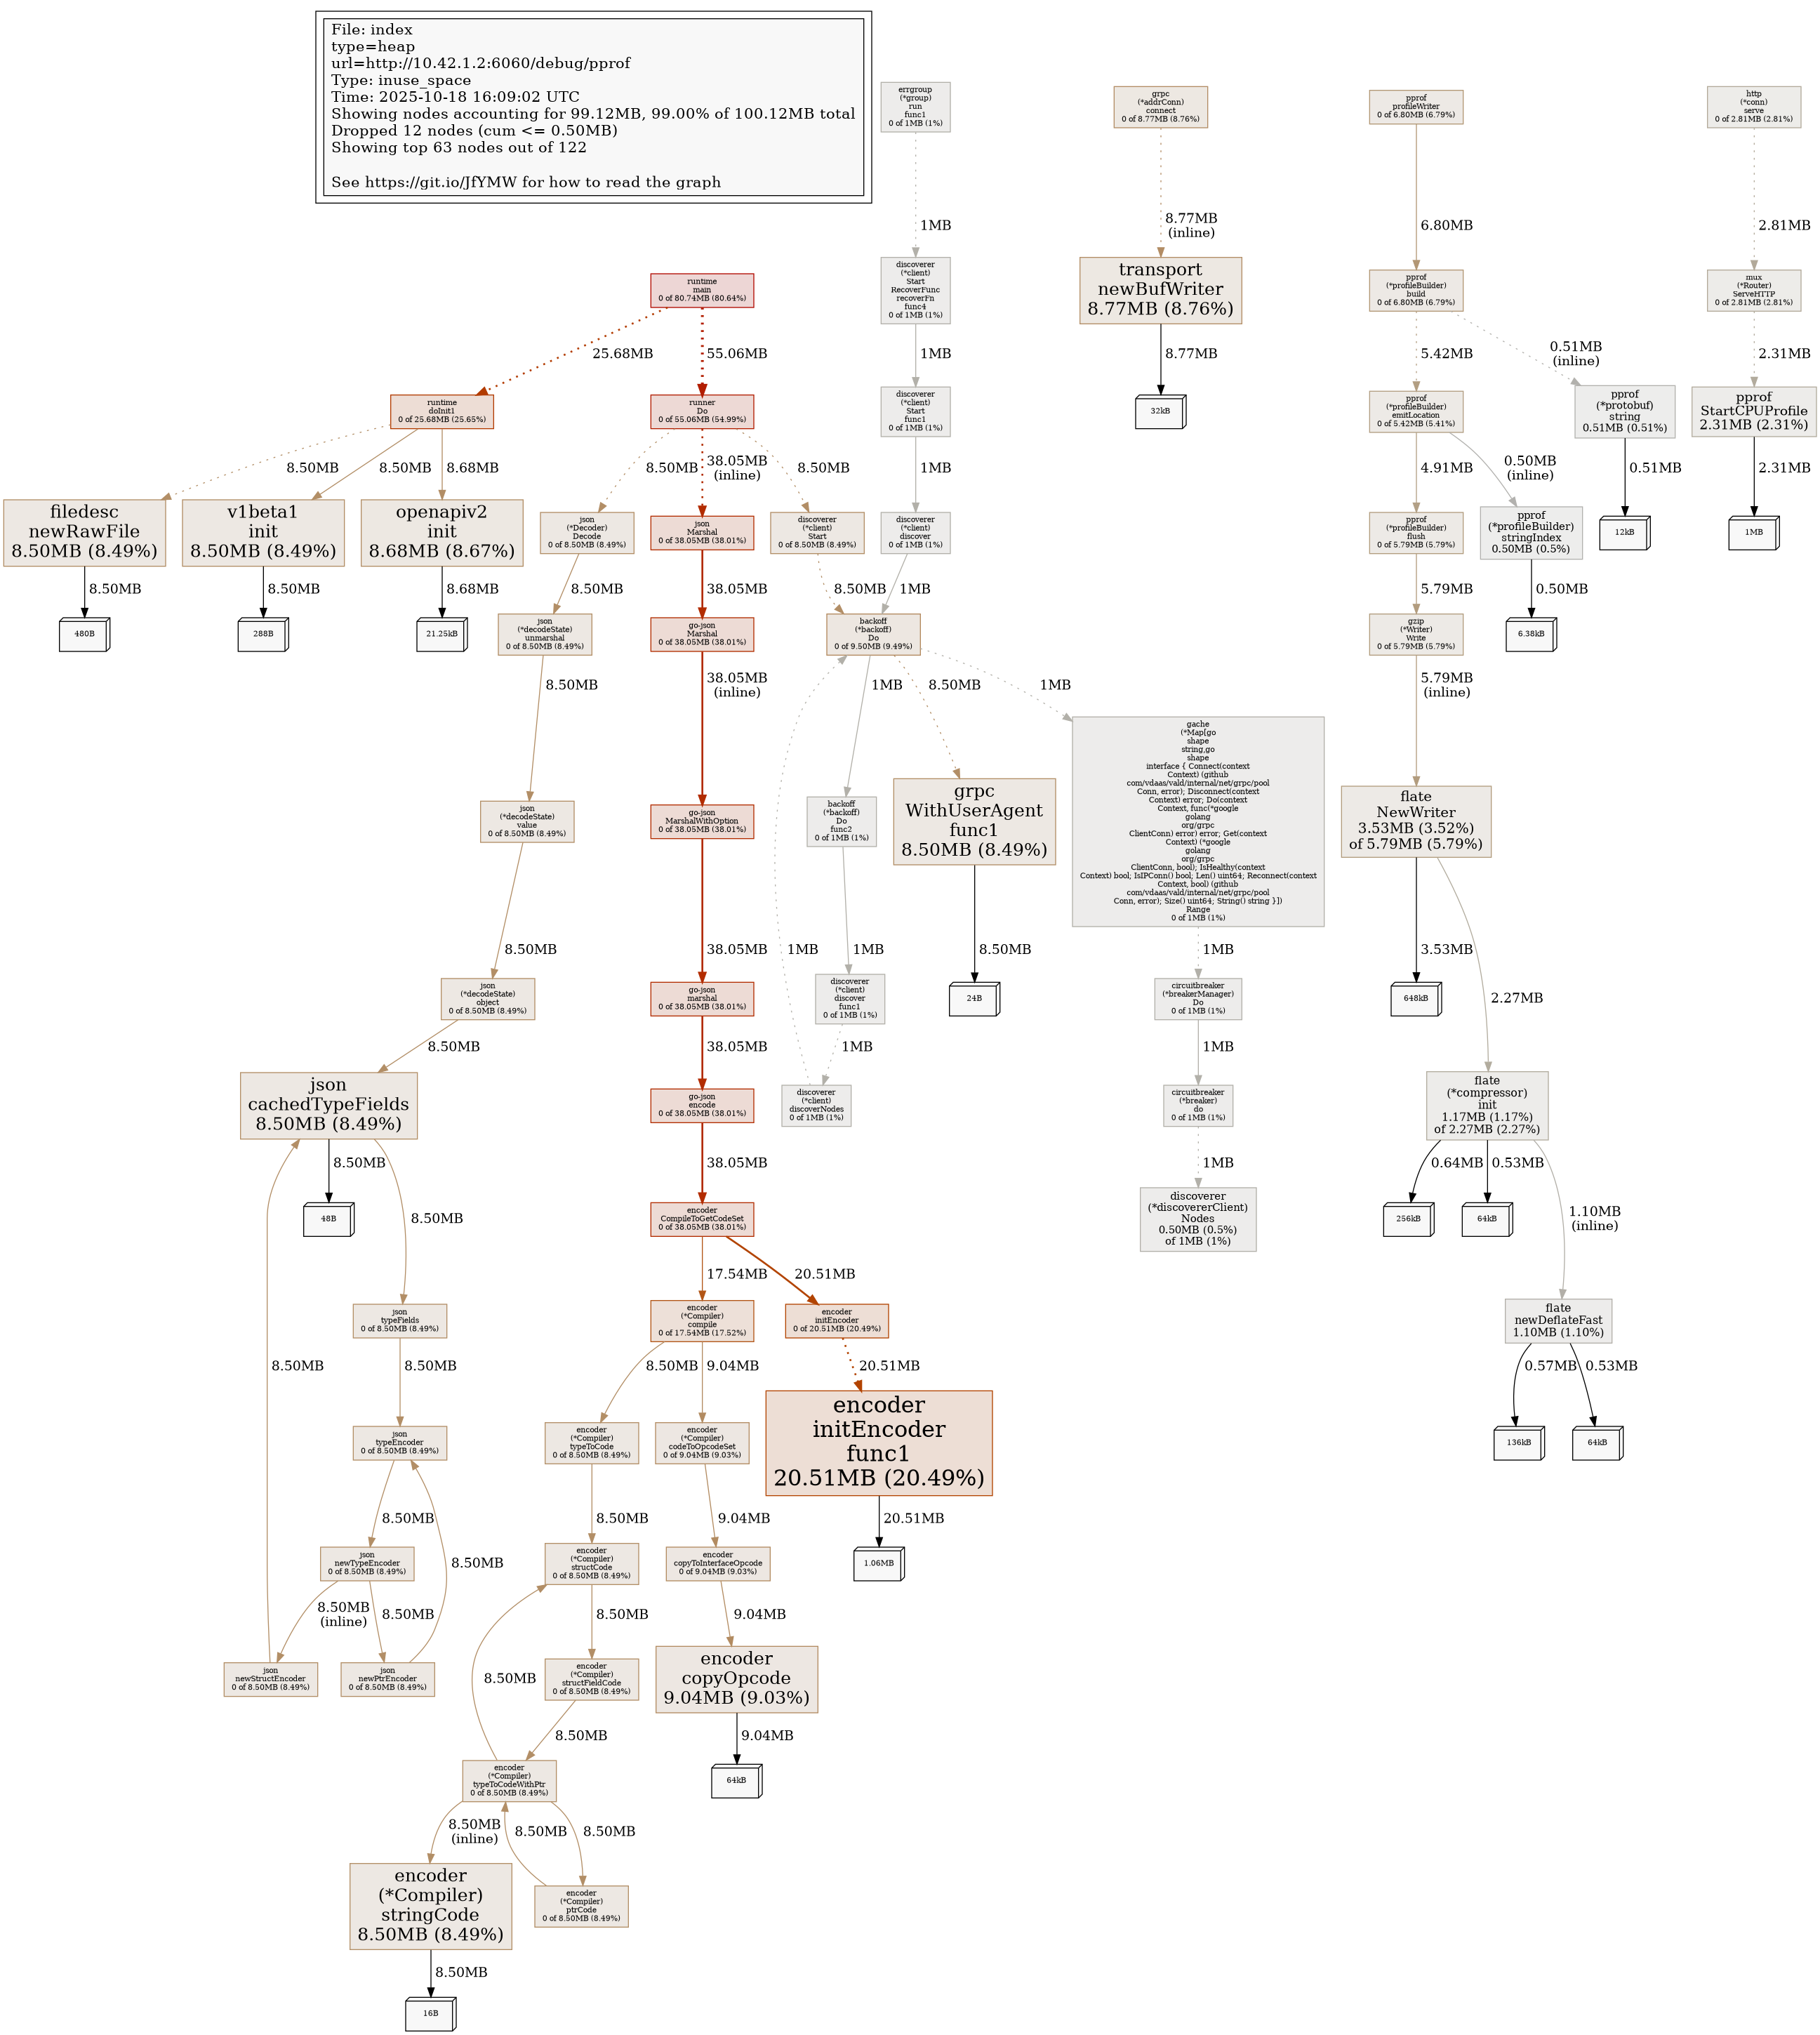 File: index
type=heap
url=http://10.42.1.2:6060/debug/pprof
Type: inuse_space
Time: 2025-10-18 16:09:02 UTC
Showing nodes accounting for 99.12MB, 99.00% of 100.12MB total
Dropped 12 nodes (cum <= 0.50MB)
Showing top 63 nodes out of 122
See https://git.io/JfYMW for how to read the graph
errgroup
(*group)
run
func1
0 of 1MB (1%)
grpc
(*addrConn)
connect
0 of 8.77MB (8.76%)
pprof
profileWriter
0 of 6.80MB (6.79%)
http
(*conn)
serve
0 of 2.81MB (2.81%)
1MB
8.77MB
(inline)
6.80MB
2.81MB
runtime
main
0 of 80.74MB (80.64%)
discoverer
(*client)
Start
RecoverFunc
recoverFn
func4
0 of 1MB (1%)
transport
newBufWriter
8.77MB (8.76%)
pprof
(*profileBuilder)
build
0 of 6.80MB (6.79%)
mux
(*Router)
ServeHTTP
0 of 2.81MB (2.81%)
25.68MB
55.06MB
1MB
8.77MB
5.42MB
0.51MB
(inline)
2.31MB
runtime
doInit1
0 of 25.68MB (25.65%)
runner
Do
0 of 55.06MB (54.99%)
discoverer
(*client)
Start
func1
0 of 1MB (1%)
32kB
pprof
(*profileBuilder)
emitLocation
0 of 5.42MB (5.41%)
pprof
(*protobuf)
string
0.51MB (0.51%)
pprof
StartCPUProfile
2.31MB (2.31%)
8.50MB
8.50MB
8.68MB
8.50MB
38.05MB
(inline)
8.50MB
1MB
4.91MB
0.50MB
(inline)
0.51MB
2.31MB
filedesc
newRawFile
8.50MB (8.49%)
v1beta1
init
8.50MB (8.49%)
openapiv2
init
8.68MB (8.67%)
json
(*Decoder)
Decode
0 of 8.50MB (8.49%)
json
Marshal
0 of 38.05MB (38.01%)
discoverer
(*client)
Start
0 of 8.50MB (8.49%)
discoverer
(*client)
discover
0 of 1MB (1%)
pprof
(*profileBuilder)
flush
0 of 5.79MB (5.79%)
pprof
(*profileBuilder)
stringIndex
0.50MB (0.5%)
12kB
1MB
8.50MB
8.50MB
8.68MB
8.50MB
38.05MB
8.50MB
1MB
5.79MB
0.50MB
480B
288B
21.25kB
json
(*decodeState)
unmarshal
0 of 8.50MB (8.49%)
go-json
Marshal
0 of 38.05MB (38.01%)
backoff
(*backoff)
Do
0 of 9.50MB (9.49%)
gzip
(*Writer)
Write
0 of 5.79MB (5.79%)
6.38kB
8.50MB
38.05MB
(inline)
1MB
8.50MB
1MB
5.79MB
(inline)
json
(*decodeState)
value
0 of 8.50MB (8.49%)
go-json
MarshalWithOption
0 of 38.05MB (38.01%)
backoff
(*backoff)
Do
func2
0 of 1MB (1%)
grpc
WithUserAgent
func1
8.50MB (8.49%)
gache
(*Map[go
shape
string,go
shape
interface { Connect(context
Context) (github
com/vdaas/vald/internal/net/grpc/pool
Conn, error); Disconnect(context
Context) error; Do(context
Context, func(*google
golang
org/grpc
ClientConn) error) error; Get(context
Context) (*google
golang
org/grpc
ClientConn, bool); IsHealthy(context
Context) bool; IsIPConn() bool; Len() uint64; Reconnect(context
Context, bool) (github
com/vdaas/vald/internal/net/grpc/pool
Conn, error); Size() uint64; String() string }])
Range
0 of 1MB (1%)
flate
NewWriter
3.53MB (3.52%)
of 5.79MB (5.79%)
8.50MB
38.05MB
1MB
1MB
8.50MB
1MB
3.53MB
2.27MB
json
(*decodeState)
object
0 of 8.50MB (8.49%)
go-json
marshal
0 of 38.05MB (38.01%)
discoverer
(*client)
discover
func1
0 of 1MB (1%)
24B
circuitbreaker
(*breakerManager)
Do
0 of 1MB (1%)
648kB
8.50MB
38.05MB
1MB
1MB
json
cachedTypeFields
8.50MB (8.49%)
go-json
encode
0 of 38.05MB (38.01%)
discoverer
(*client)
discoverNodes
0 of 1MB (1%)
circuitbreaker
(*breaker)
do
0 of 1MB (1%)
flate
(*compressor)
init
1.17MB (1.17%)
of 2.27MB (2.27%)
8.50MB
8.50MB
38.05MB
1MB
0.64MB
0.53MB
1.10MB
(inline)
48B
encoder
CompileToGetCodeSet
0 of 38.05MB (38.01%)
discoverer
(*discovererClient)
Nodes
0.50MB (0.5%)
of 1MB (1%)
256kB
64kB
17.54MB
20.51MB
json
typeFields
0 of 8.50MB (8.49%)
encoder
(*Compiler)
compile
0 of 17.54MB (17.52%)
encoder
initEncoder
0 of 20.51MB (20.49%)
flate
newDeflateFast
1.10MB (1.10%)
8.50MB
8.50MB
8.50MB
9.04MB
20.51MB
0.57MB
0.53MB
json
typeEncoder
0 of 8.50MB (8.49%)
encoder
(*Compiler)
typeToCode
0 of 8.50MB (8.49%)
encoder
(*Compiler)
codeToOpcodeSet
0 of 9.04MB (9.03%)
encoder
initEncoder
func1
20.51MB (20.49%)
136kB
64kB
8.50MB
8.50MB
9.04MB
20.51MB
json
newTypeEncoder
0 of 8.50MB (8.49%)
8.50MB
encoder
(*Compiler)
structCode
0 of 8.50MB (8.49%)
encoder
copyToInterfaceOpcode
0 of 9.04MB (9.03%)
1.06MB
8.50MB
(inline)
8.50MB
8.50MB
9.04MB
json
newStructEncoder
0 of 8.50MB (8.49%)
json
newPtrEncoder
0 of 8.50MB (8.49%)
8.50MB
encoder
(*Compiler)
structFieldCode
0 of 8.50MB (8.49%)
encoder
copyOpcode
9.04MB (9.03%)
8.50MB
9.04MB
encoder
(*Compiler)
typeToCodeWithPtr
0 of 8.50MB (8.49%)
64kB
8.50MB
(inline)
8.50MB
8.50MB
encoder
(*Compiler)
stringCode
8.50MB (8.49%)
encoder
(*Compiler)
ptrCode
0 of 8.50MB (8.49%)
8.50MB
16B